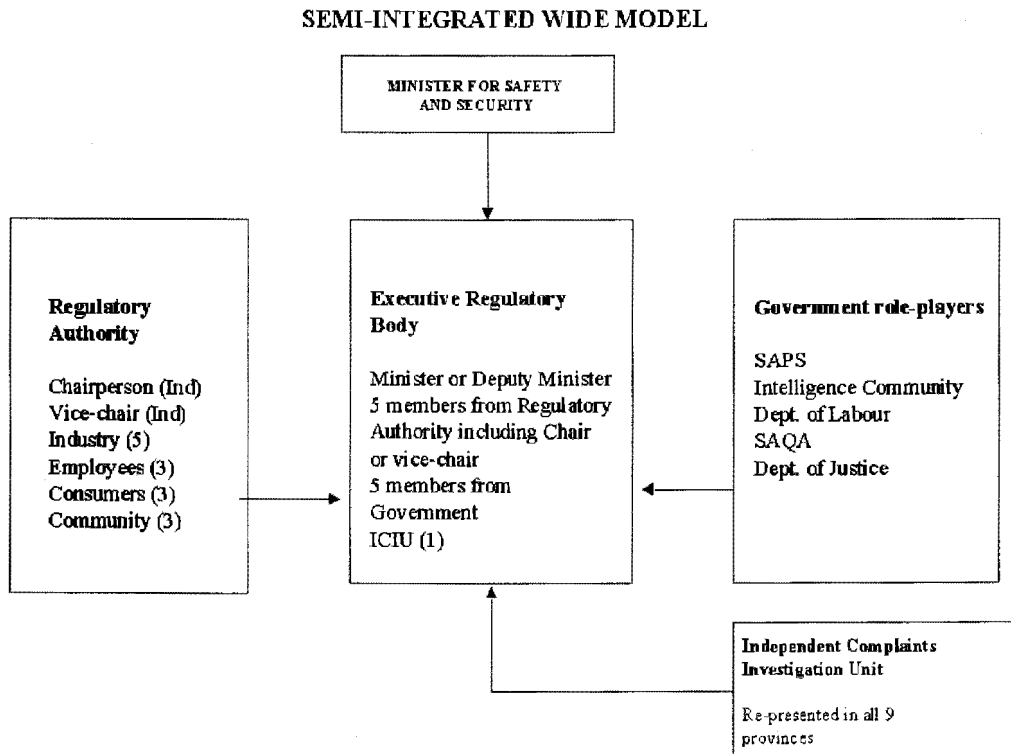 SEMI-INTEGRATED WIDE MODEL
MINISTER FOR SAFETY
AND SECURITY
Regulatory
Authority
Chairperson (Ind)
Vice-chair (Ind)
Industry (5)
Employees (3)
Consumers (3)
Community (3)
Executive Regulatory
Body
Minister or Deputy Minister
5 members from Regulatory
Authority including Chair
or vice-chair
5 members from
Government
ICIU (1)
Government role-players
SAPS
Intelligence Community
Dept. of Labour
SAQA
Dept. of Justice
Independent Complaints
Investigation Unit
Re-presented in all 9
provinces